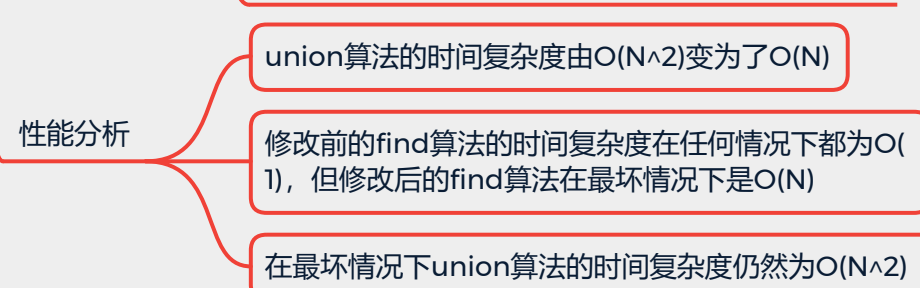 union算法的时间复杂度由O(N^2)变为了O(N)
性能分析
修改前的find算法的时间复杂度在任何情况下都为O(
1)，但修改后的find算法在最坏情况下是O(N)
在最坏情况下union算法的时间复杂度仍然为O(N^2)